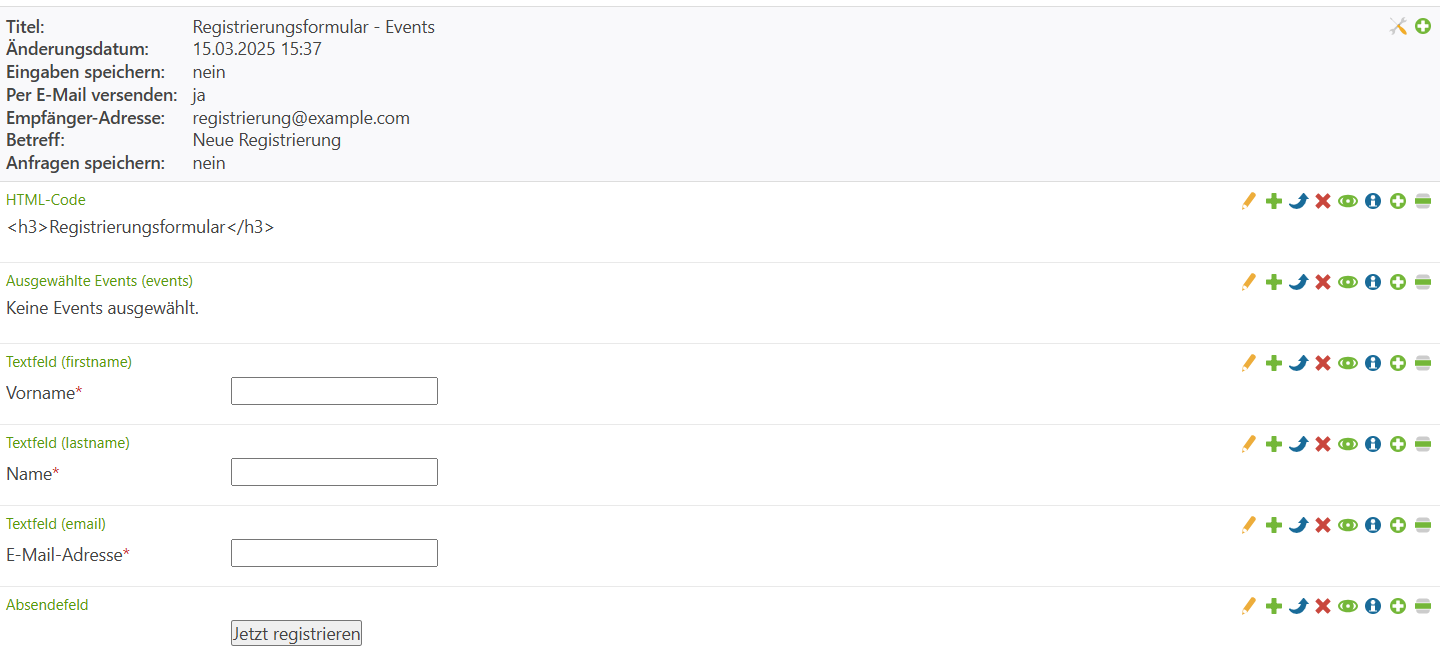 Titel: Registrierungsformular - Events
Änderungsdatum: 15.03.2025 15:37
Eingaben speichern: nein
Per E-Mail versenden: ja
Empfänger-Adresse: registrierung@example.com
Betreff: Neue Registrierung
Anfragen speichern: nein
HTML-Code
<h3>Registrierungsformular</h3>
Ausgewählte Events (events)
Keine Events ausgewählt.
Textfeld (firstname)
Vorname*
Textfeld (lastname)
Name*
Textfeld (email)
E-Mail-Adresse*
Absendefeld
Jetzt registrieren